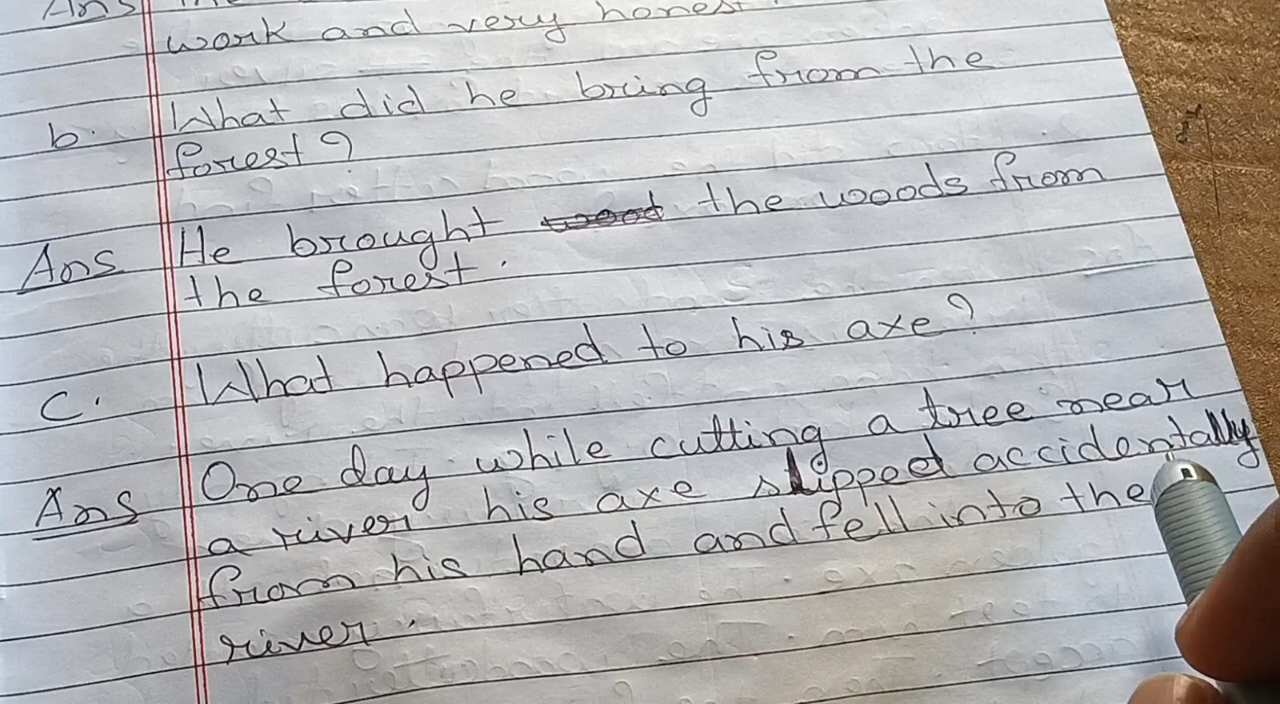 Ans
work and very honest.
b. What did he bring from the
forest?
Ans He brought the woods from
the forest.
c. What happened to his axe?
Ans One day while cutting a tree near
a river his axe slipped accidentally
from his hand and fell into the
river.